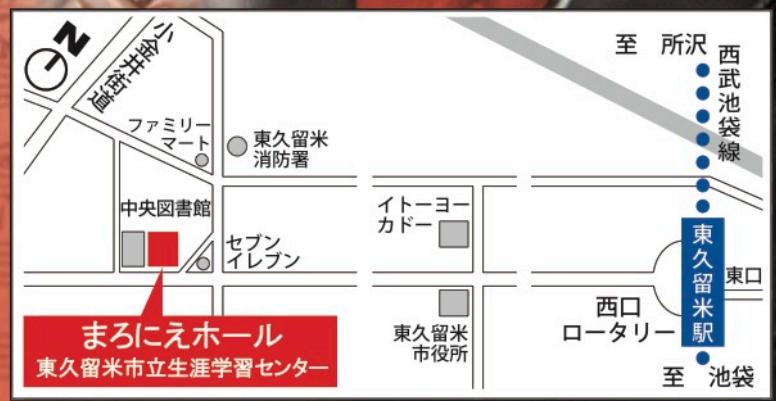 N
小金井街道
至 所沢
西武池袋線
ファミリー
マート
東久留米
消防署
中央図書館
イトーヨー
カドー
セブン
イレブン
東久留米駅
東口
西口
ロータリー
まろにえホール
東久留米市立生涯学習センター
東久留米
市役所
至 池袋